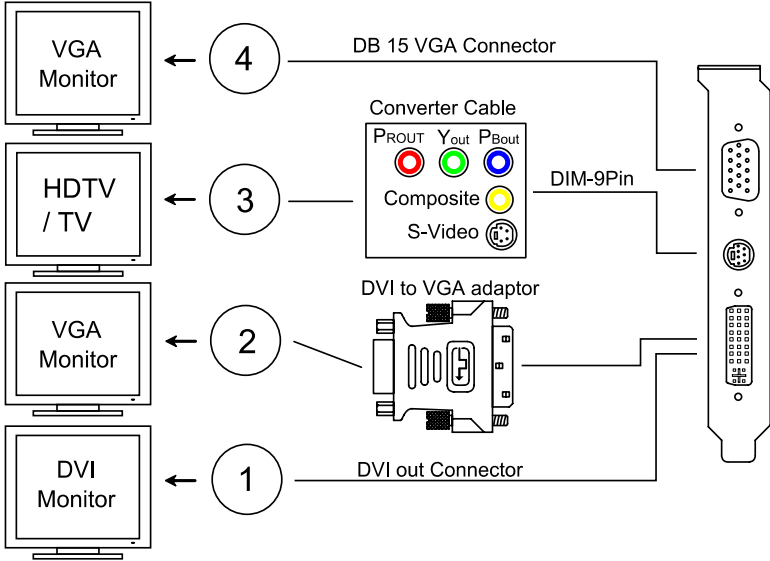 VGA
Monitor
4
DB 15 VGA Connector
Converter Cable
PROUT Yout PBout
Composite
S-Video
DIM-9Pin
HDTV
/ TV
3
DVI to VGA adaptor
VGA
Monitor
2
DVI
Monitor
1
DVI out Connector